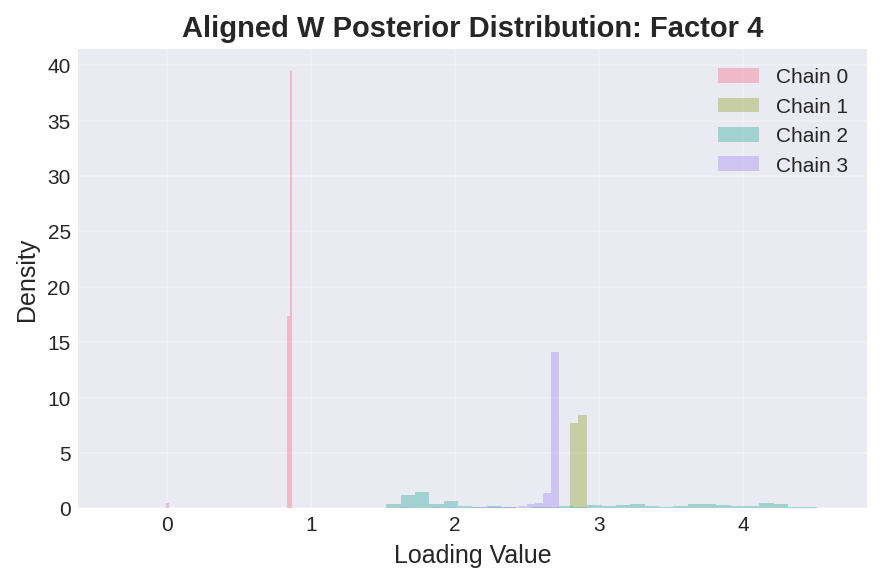 Aligned W Posterior Distribution: Factor 4
Density
40
35
30
25
20
15
10
5
0
0 1 2 3 4
Loading Value
Chain 0
Chain 1
Chain 2
Chain 3